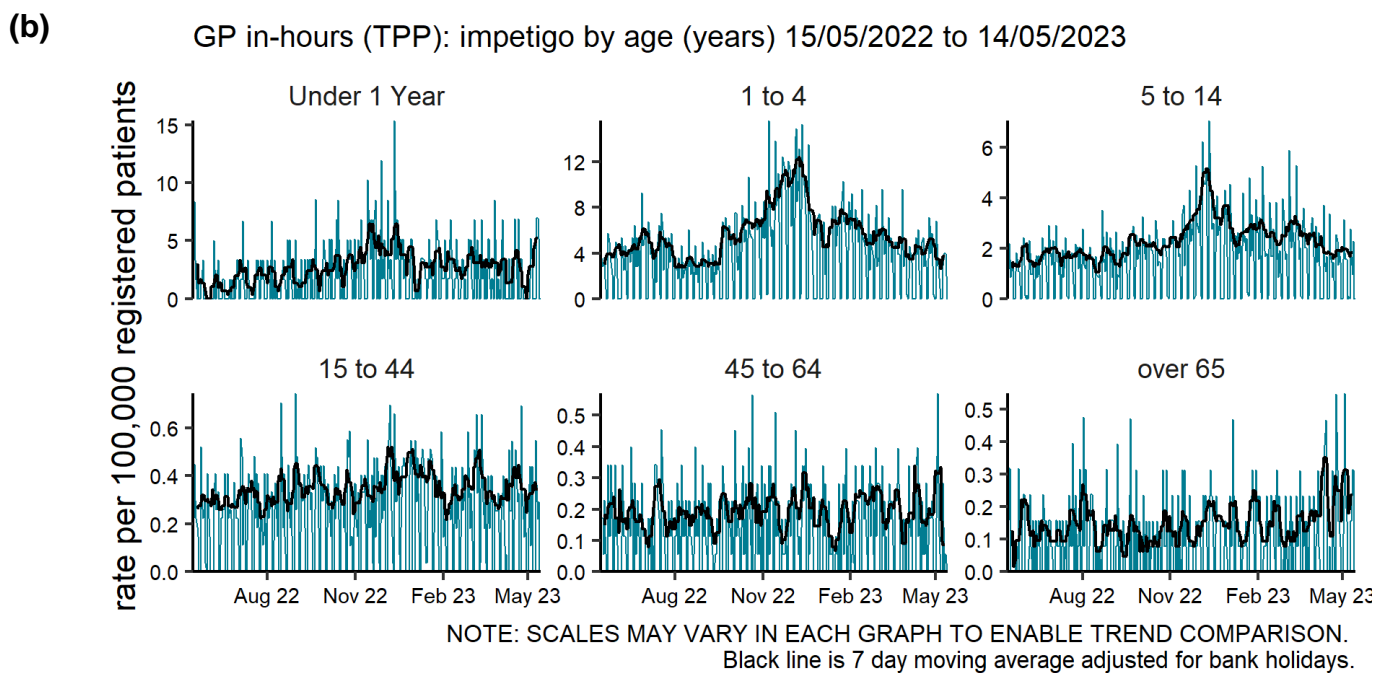 (b)
GP in-hours (TPP): impetigo by age (years) 15/05/2022 to 14/05/2023
rate per 100,000 registered patients
Under 1 Year
15
10
5
0
1 to 4
12
8
4
0
5 to 14
6
4
2
0
15 to 44
0.6
0.4
0.2
0.0
Aug 22 Nov 22 Feb 23 May 23
45 to 64
0.5
0.4
0.3
0.2
0.1
0.0
Aug 22 Nov 22 Feb 23 May 23
over 65
0.5
0.4
0.3
0.2
0.1
0.0
Aug 22 Nov 22 Feb 23 May 23
NOTE: SCALES MAY VARY IN EACH GRAPH TO ENABLE TREND COMPARISON.
Black line is 7 day moving average adjusted for bank holidays.